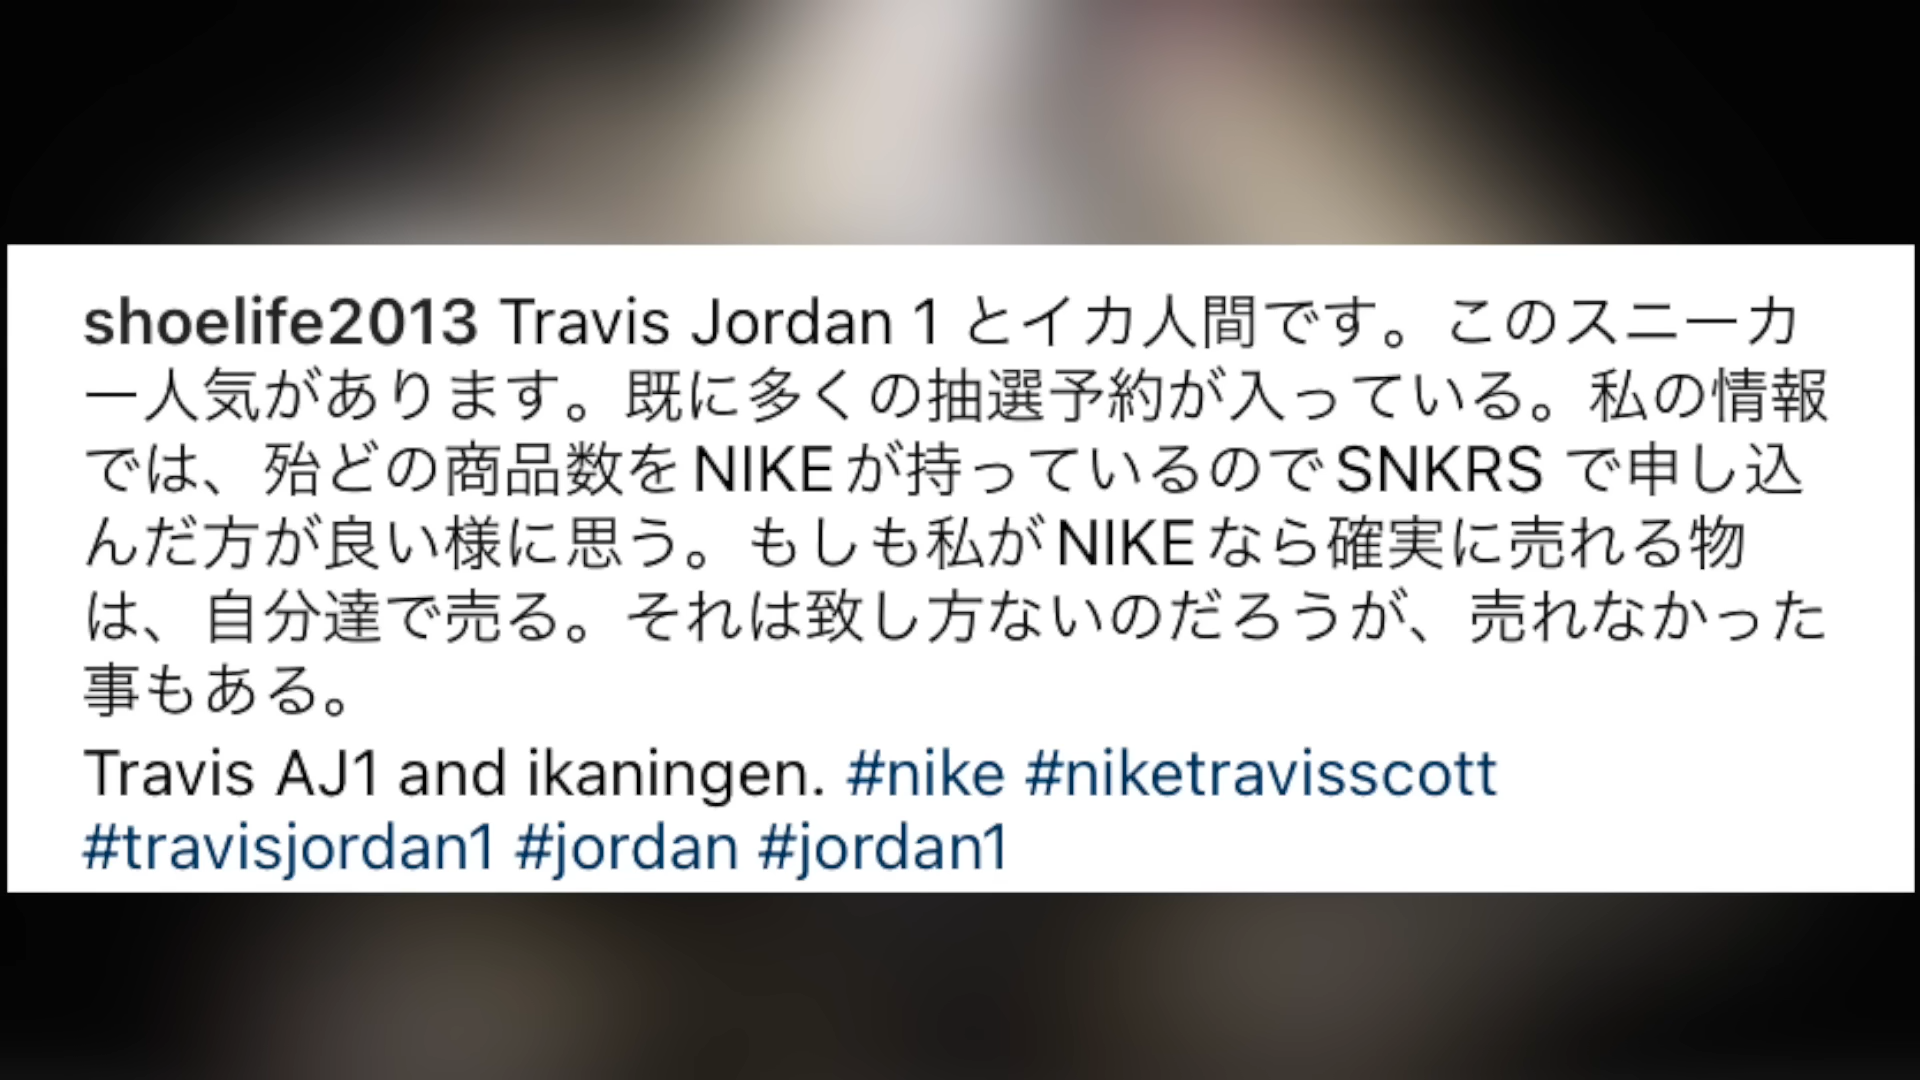 shoelife2013 Travis Jordan 1 とイカ人間です。このスニーカ
ー人気があります。既に多くの抽選予約が入っている。私の情報
では、殆どの商品数をNIKEが持っているのでSNKRS で申し込
んだ方が良い様に思う。もしも私がNIKEなら確実に売れる物
は、自分達で売る。それは致し方ないのだろうが、売れなかった
事もある。
Travis AJ1 and ikaningen. #nike #niketravisscott
#travisjordan1 #jordan #jordan1